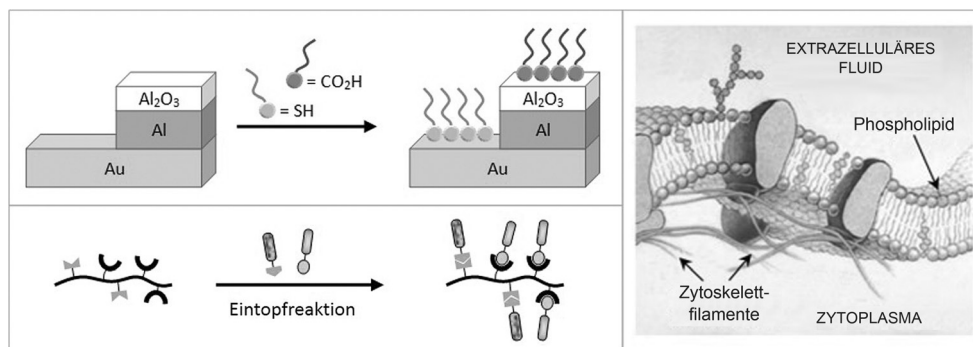 Al₂O₃
Al
Au
= CO₂H
= SH
Al₂O₃
Al
Au
Eintopfreaktion
EXTRAZELLULÄRES
FLUID
Phospholipid
Zytoskelett-
filamente
ZYTOPLASMA